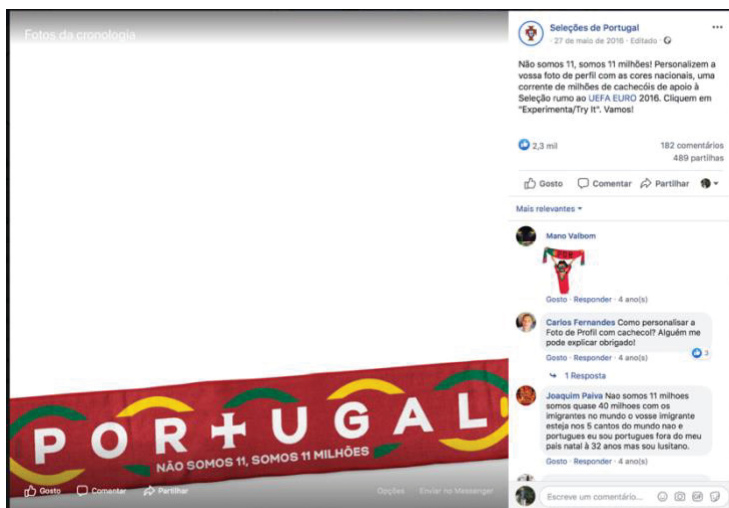 Fotos da cronologia
PORTUGAL
NÃO SOMOS 11, SOMOS 11 MILHÕES
Gosto Comentar Partilhar
Opções Enviar no Messenger
Seleções de Portugal
· 27 de maio de 2016 · Editado ·
Não somos 11, somos 11 milhões! Personalizem a
vossa foto de perfil com as cores nacionais, uma
corrente de milhões de cachecóis de apoio à
Seleção rumo ao UEFA EURO 2016. Cliquem em
"Experimenta/Try It". Vamos!
2,3 mil
182 comentários
489 partilhas
Gosto Comentar Partilhar
Mais relevantes
Mano Valbom
POR
Gosto · Responder · 4 ano(s)
Carlos Fernandes Como personalisar a
Foto de Profil com cachecol? Alguém me
pode explicar obrigado!
3
Gosto · Responder · 4 ano(s)
1 Resposta
Joaquim Paiva Nao somos 11 milhoes
somos quase 40 milhoes com os
imigrantes no mundo o vosse imigrante
esteja nos 5 cantos do mundo nao e
portugues eu sou portugues fora do meu
pais natal à 32 anos mas sou lusitano.
Gosto · Responder · 4 ano(s)
Escreve um comentário...
GIF